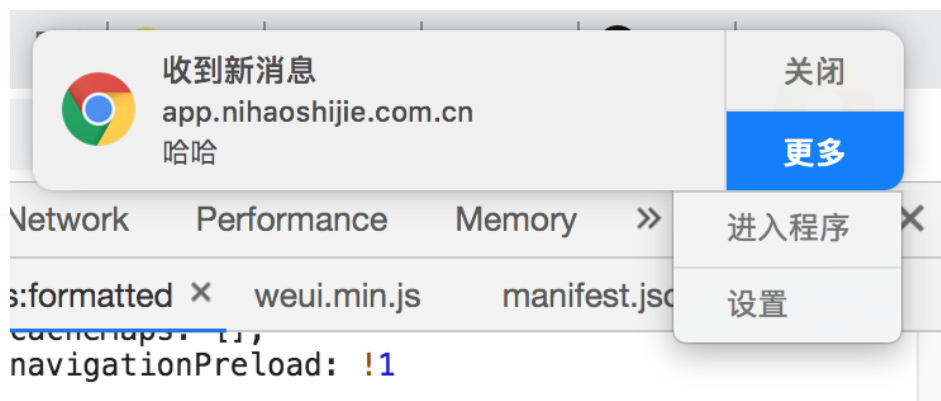 收到新消息
app.nihaoshijie.com.cn
哈哈
关闭
更多
进入程序
设置
Network Performance Memory »
s:formatted × weui.min.js manifest.jso
cacheMaps: [],
navigationPreload: !1